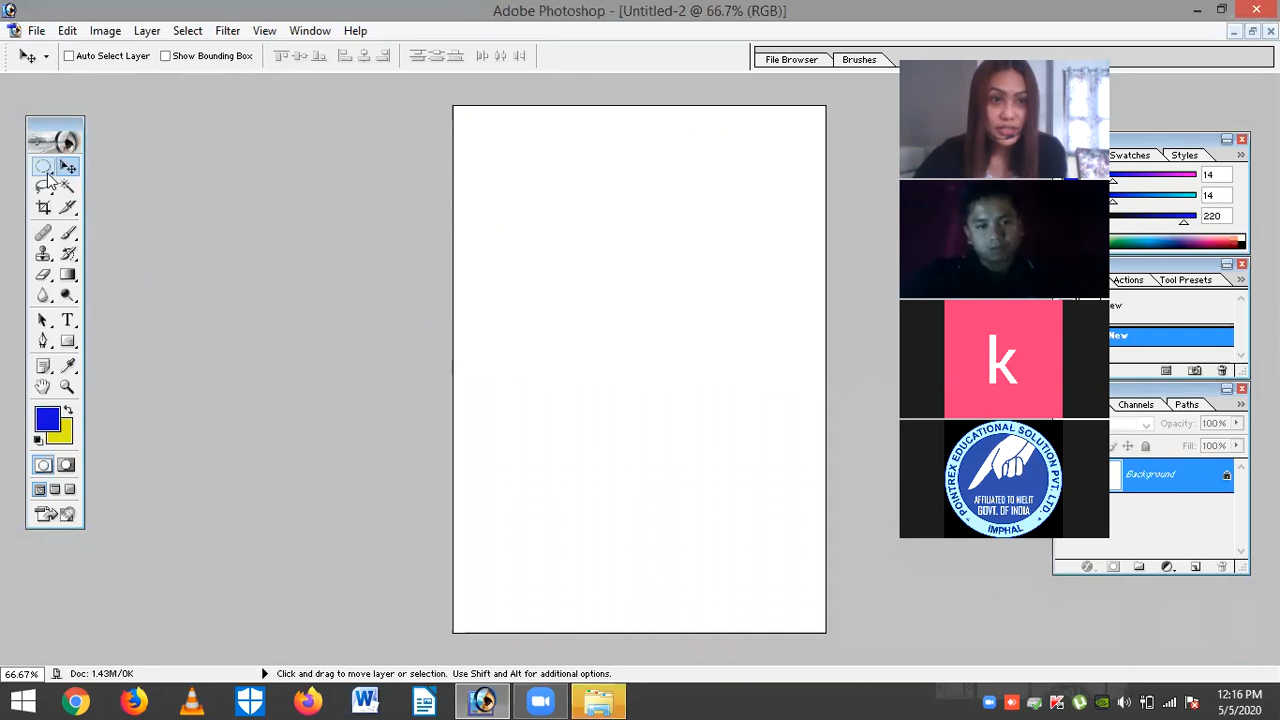 Adobe Photoshop - [Untitled-2 @ 66.7% (RGB)]
File Edit Image Layer Select Filter View Window Help
Auto Select Layer Show Bounding Box
File Browser Brushes
Swatches Styles
14
14
220
Actions Tool Presets
New
k
Channels Paths
Opacity: 100%
Fill: 100%
Background
POINTREX EDUCATIONAL SOLUTION PVT. LTD.
AFFILIATED TO NIELIT
GOVT. OF INDIA
IMPHAL
66.67% Doc: 1.43M/0K Click and drag to move layer or selection. Use Shift and Alt for additional options.
12:16 PM
5/5/2020